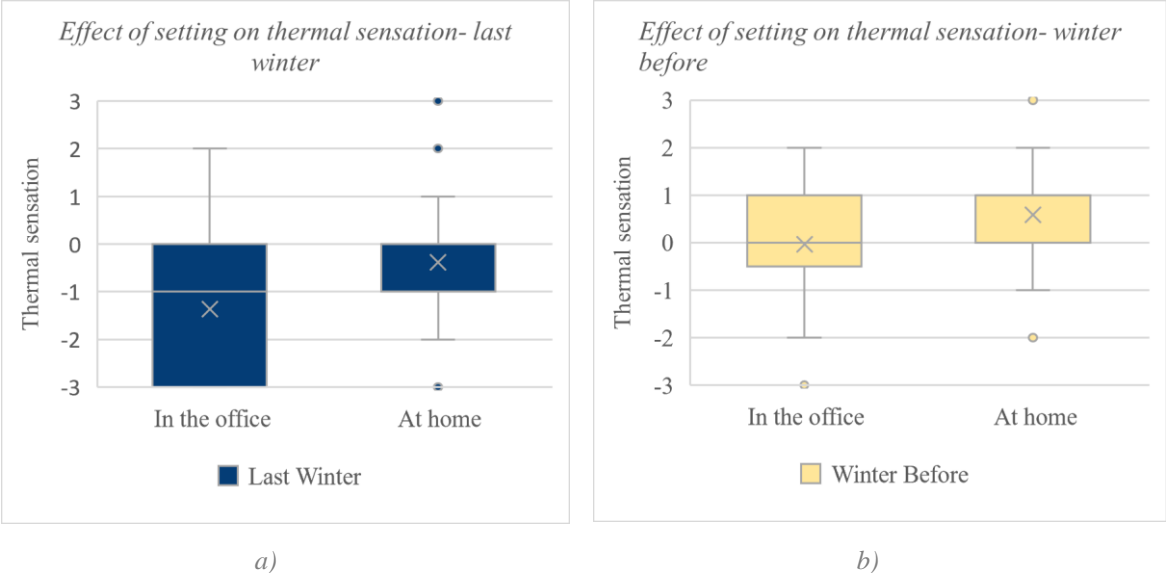 Effect of setting on thermal sensation- last
winter
Thermal sensation
3
2
1
0
-1
-2
-3
In the office
At home
Last Winter
a)
Effect of setting on thermal sensation- winter
before
Thermal sensation
3
2
1
0
-1
-2
-3
In the office
At home
Winter Before
b)